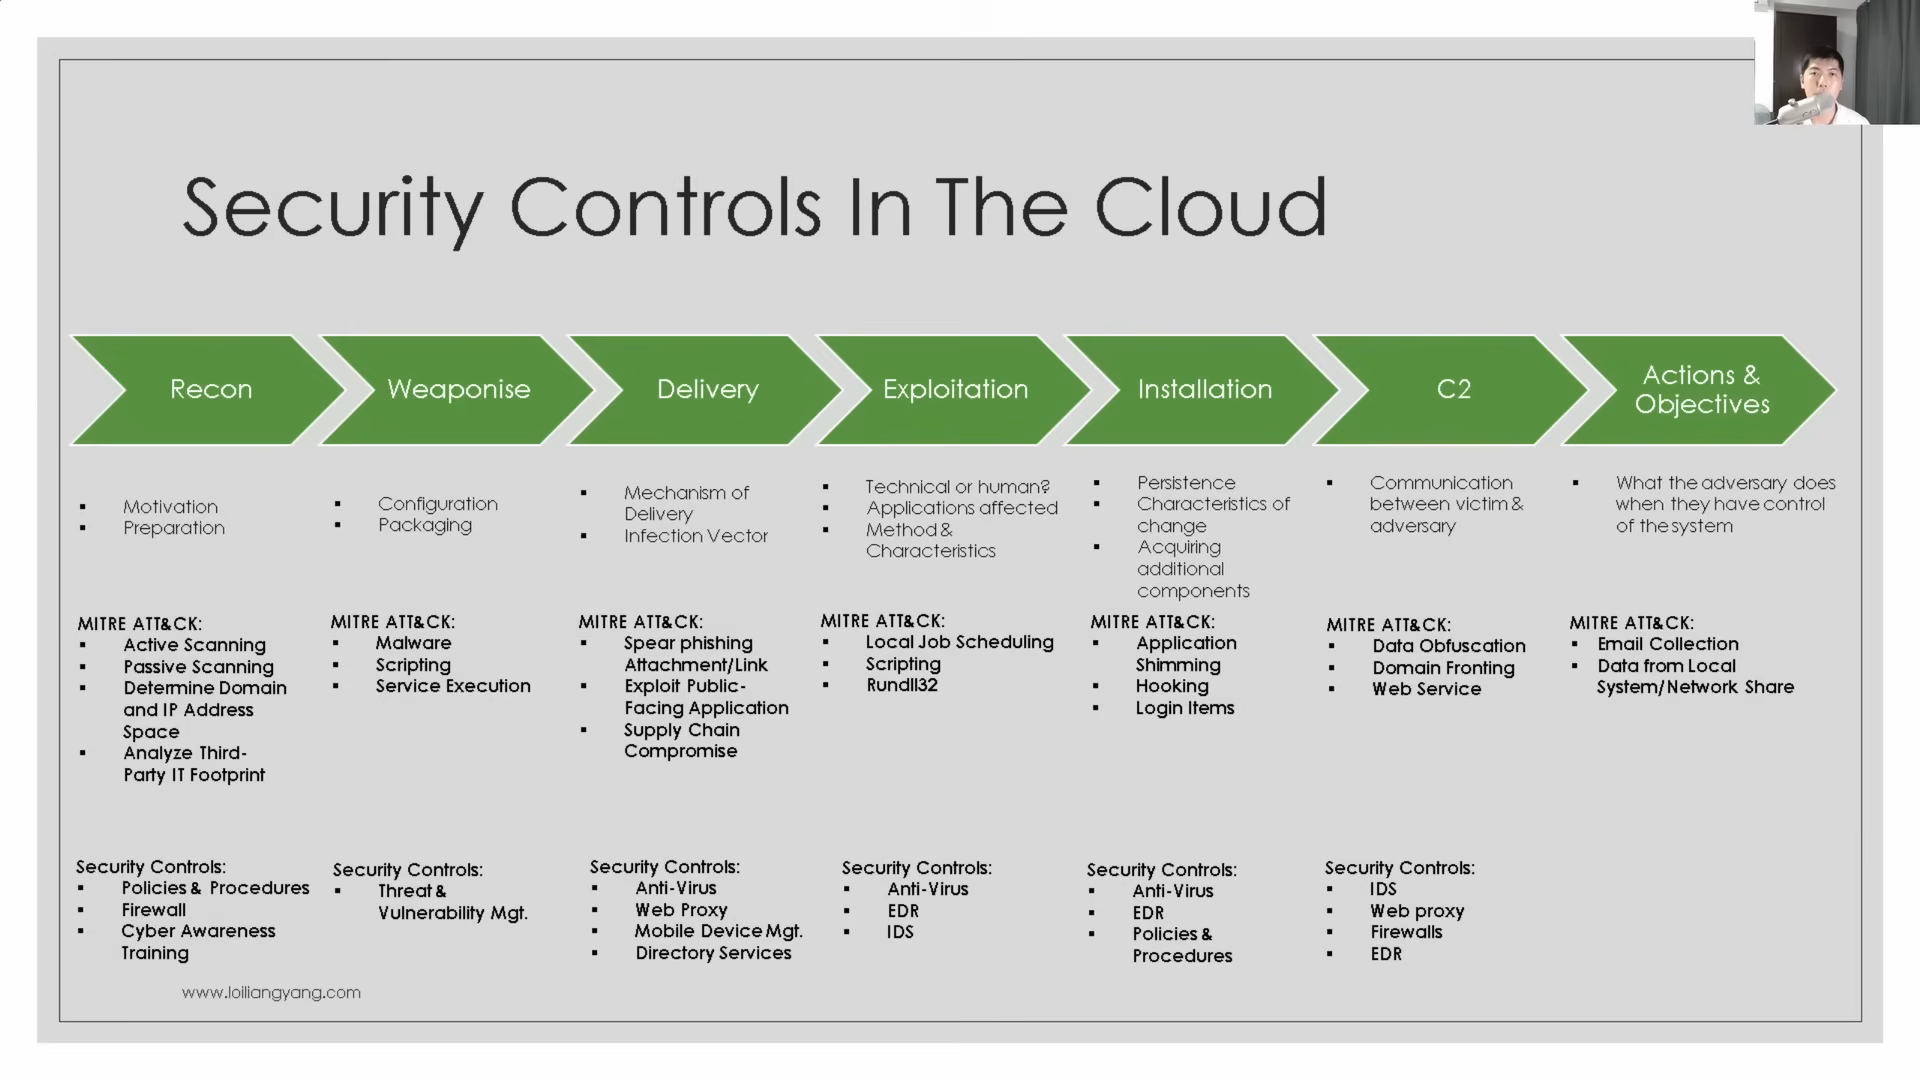 Security Controls In The Cloud
Recon
Weaponise
Delivery
Exploitation
Installation
C2
Actions &
Objectives
Motivation
Preparation
Configuration
Packaging
Mechanism of
Delivery
Infection Vector
Technical or human?
Applications affected
Method &
Characteristics
Persistence
Characteristics of
change
Acquiring
additional
components
Communication
between victim &
adversary
What the adversary does
when they have control
of the system
MITRE ATT&CK:
Active Scanning
Passive Scanning
Determine Domain
and IP Address
Space
Analyze Third-
Party IT Footprint
MITRE ATT&CK:
Malware
Scripting
Service Execution
MITRE ATT&CK:
Spear phishing
Attachment/Link
Exploit Public-
Facing Application
Supply Chain
Compromise
MITRE ATT&CK:
Local Job Scheduling
Scripting
Rundll32
MITRE ATT&CK:
Application
Shimming
Hooking
Login Items
MITRE ATT&CK:
Data Obfuscation
Domain Fronting
Web Service
MITRE ATT&CK:
Email Collection
Data from Local
System/Network Share
Security Controls:
Policies & Procedures
Firewall
Cyber Awareness
Training
Security Controls:
Threat &
Vulnerability Mgt.
Security Controls:
Anti-Virus
Web Proxy
Mobile Device Mgt.
Directory Services
Security Controls:
Anti-Virus
EDR
IDS
Security Controls:
Anti-Virus
EDR
Policies &
Procedures
Security Controls:
IDS
Web proxy
Firewalls
EDR
www.loiliangyang.com